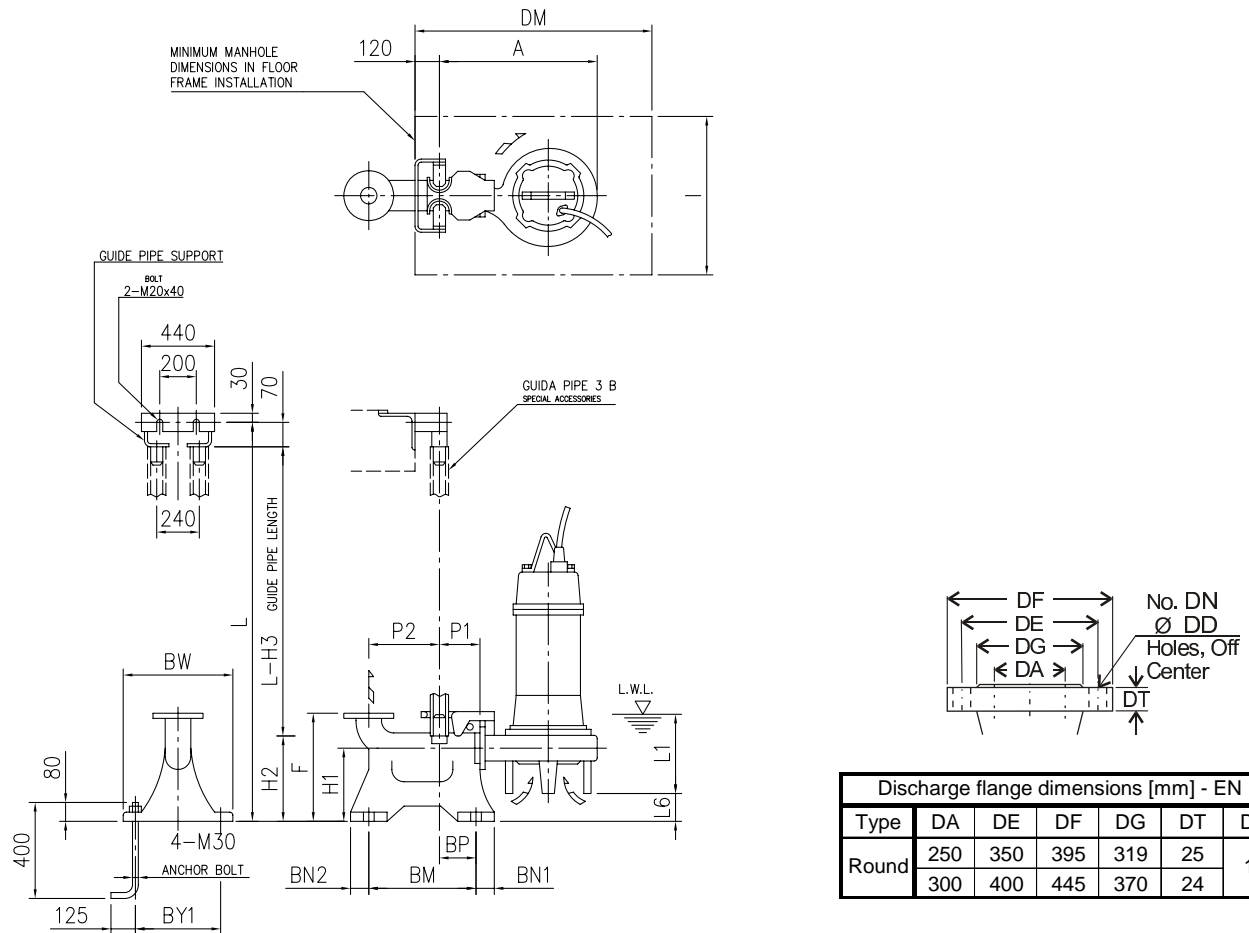 DM
MINIMUM MANHOLE
DIMENSIONS IN FLOOR
FRAME INSTALLATION
120
A
I
GUIDE PIPE SUPPORT
BOLT
2-M20x40
440
200
30
70
GUIDA PIPE 3 B
SPECIAL ACCESSORIES
240
L
L-H3 GUIDE PIPE LENGTH
BW
P2
P1
L.W.L.
80
H2
F
H1
L1
L6
400
4-M30
ANCHOR BOLT
BP
BN2
BM
BN1
125
BY1
DF
DE
DG
DA
No. DN
Ø DD
Holes, Off
Center
DT
Discharge flange dimensions [mm] - EN
Type DA DE DF DG DT
Round
250 350 395 319 25
300 400 445 370 24